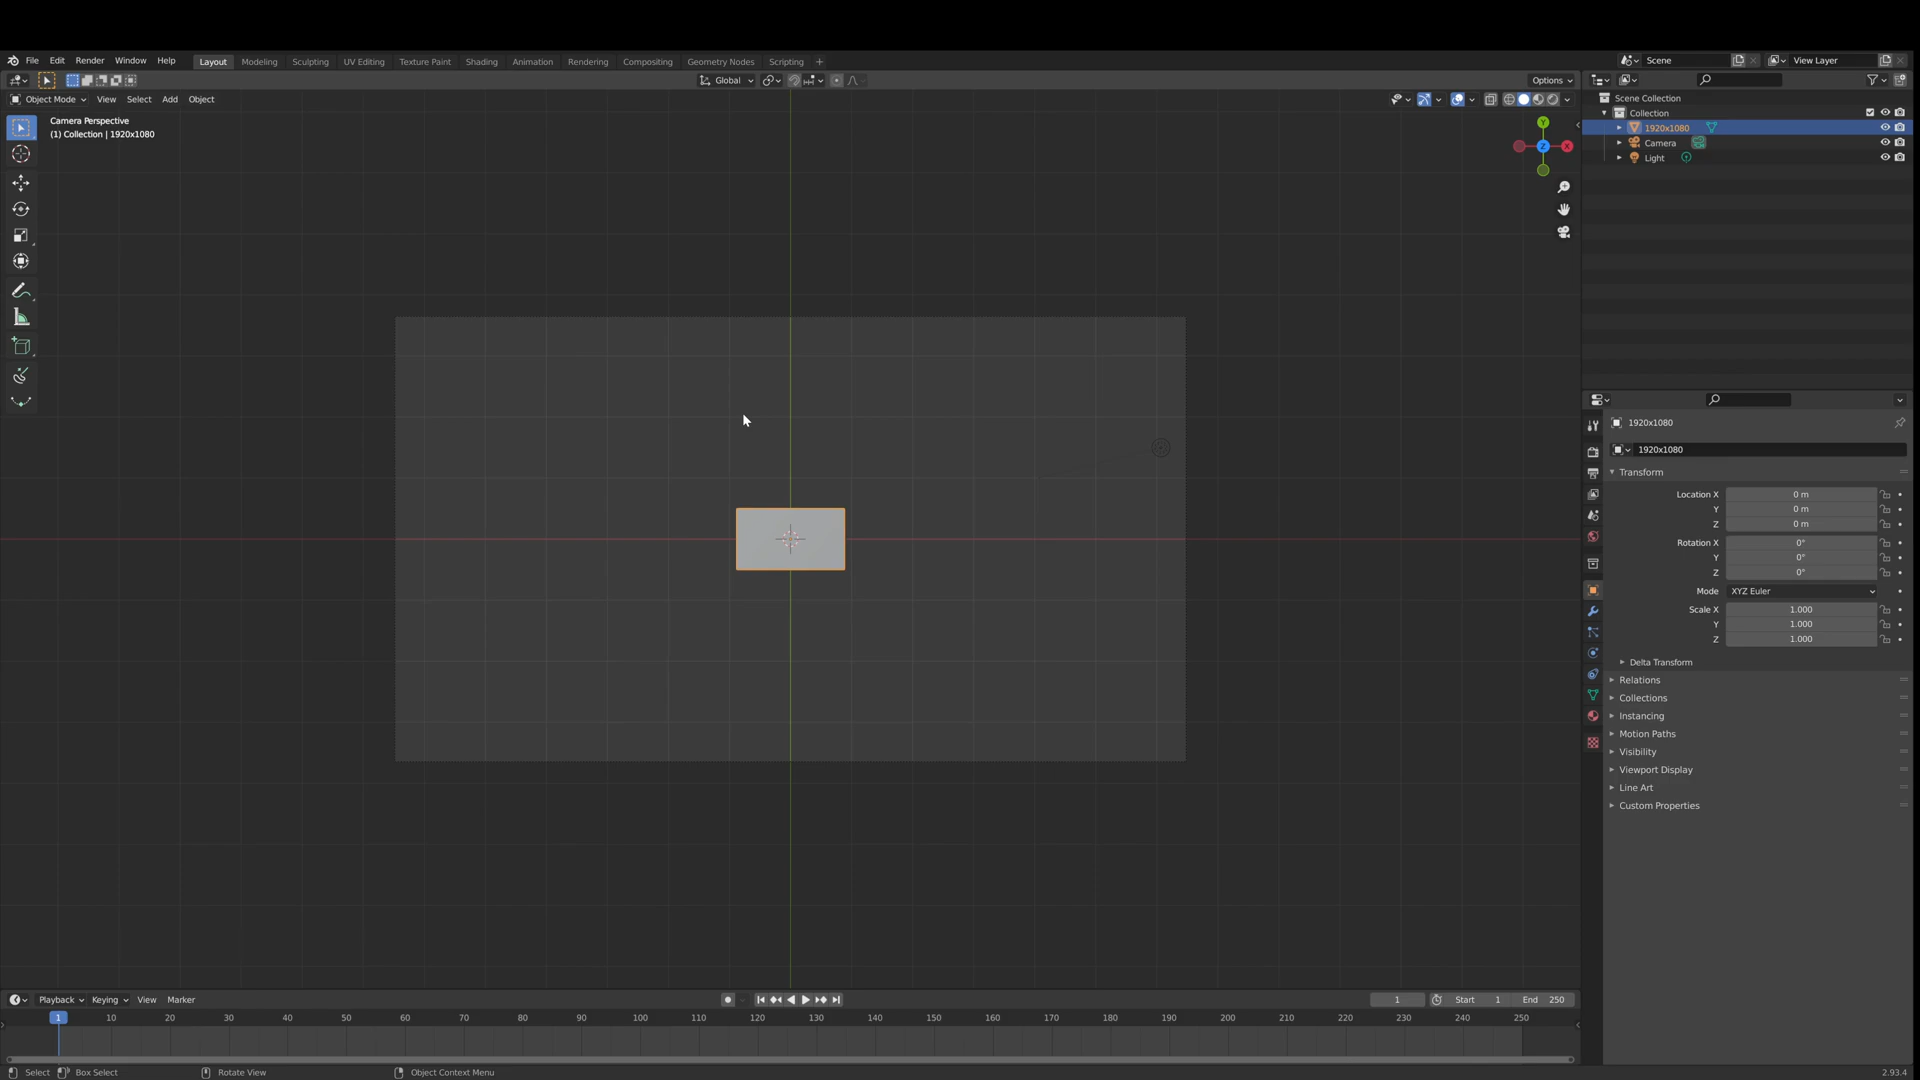 File Edit Render Window Help Layout Modeling Sculpting UV Editing Texture Paint Shading Animation Rendering Compositing Geometry Nodes Scripting + Scene View Layer
Global Options
Object Mode View Select Add Object
Camera Perspective
(1) Collection | 1920x1080
Y
Z X
Scene Collection
Collection
1920x1080
Camera
Light
1920x1080
1920x1080
Transform
Location X 0 m
Y 0 m
Z 0 m
Rotation X 0°
Y 0°
Z 0°
Mode XYZ Euler
Scale X 1.000
Y 1.000
Z 1.000
Delta Transform
Relations
Collections
Instancing
Motion Paths
Visibility
Viewport Display
Line Art
Custom Properties
Playback Keying View Marker 1 Start 1 End 250
1 10 20 30 40 50 60 70 80 90 100 110 120 130 140 150 160 170 180 190 200 210 220 230 240 250
Select Box Select Rotate View Object Context Menu 2.93.4